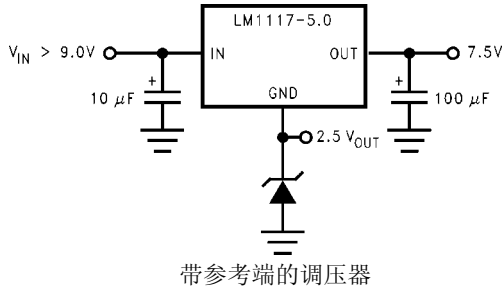 LM1117-5.0
V_IN > 9.0V
IN
OUT
7.5V
+
10 μF
GND
+
100 μF
2.5 V_OUT
带参考端的调压器